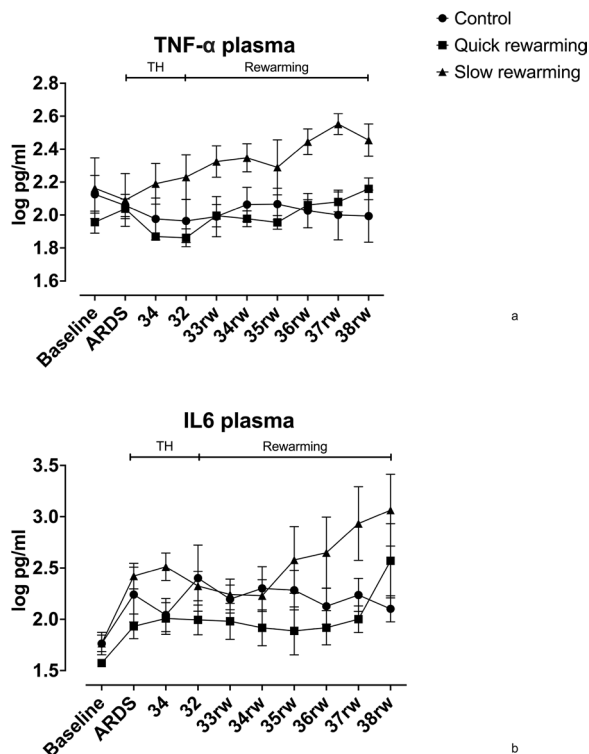 Control
Quick rewarming
Slow rewarming
TNF-α plasma
TH Rewarming
log pg/ml
2.8
2.6
2.4
2.2
2.0
1.8
1.6
Baseline
ARDS
34
32
33rw
34rw
35rw
36rw
37rw
38rw
a
IL6 plasma
TH Rewarming
log pg/ml
3.5
3.0
2.5
2.0
1.5
Baseline
ARDS
34
32
33rw
34rw
35rw
36rw
37rw
38rw
b